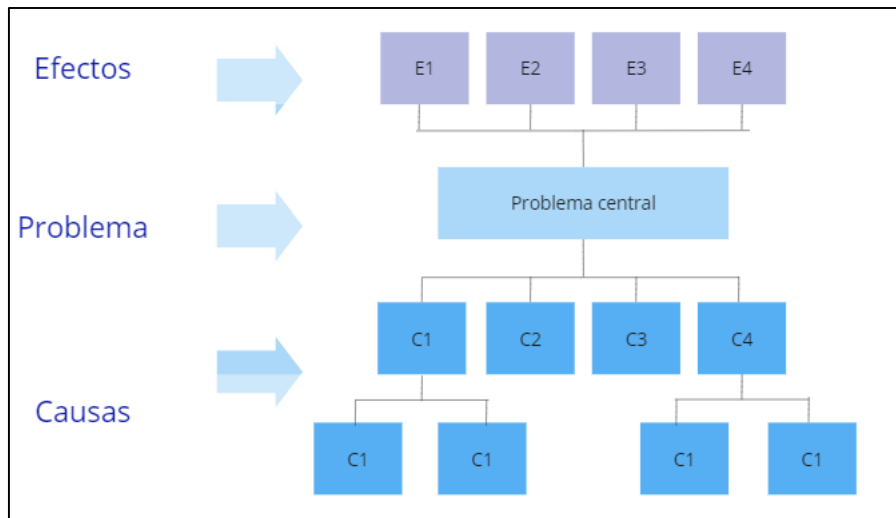 Efectos
E1 E2 E3 E4
Problema
Problema central
C1 C2 C3 C4
Causas
C1 C1 C1 C1